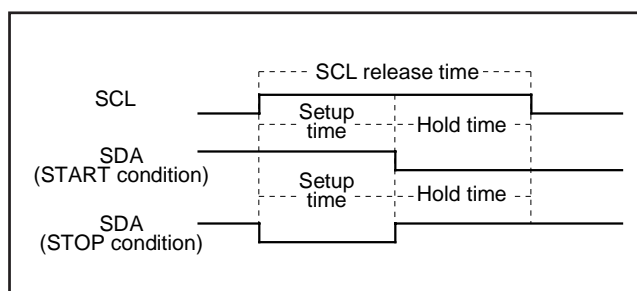 SCL release time
SCL
Setup
time
Hold time
SDA
(START condition)
Setup
time
Hold time
SDA
(STOP condition)